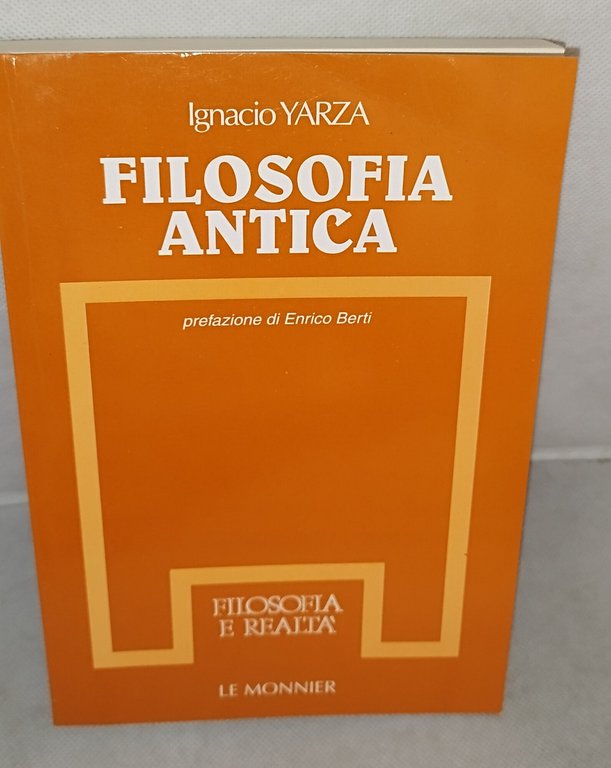 Ignacio YARZA
FILOSOFIA
ANTICA
prefazione di Enrico Berti
FILOSOFIA
E REALTA'
LE MONNIER